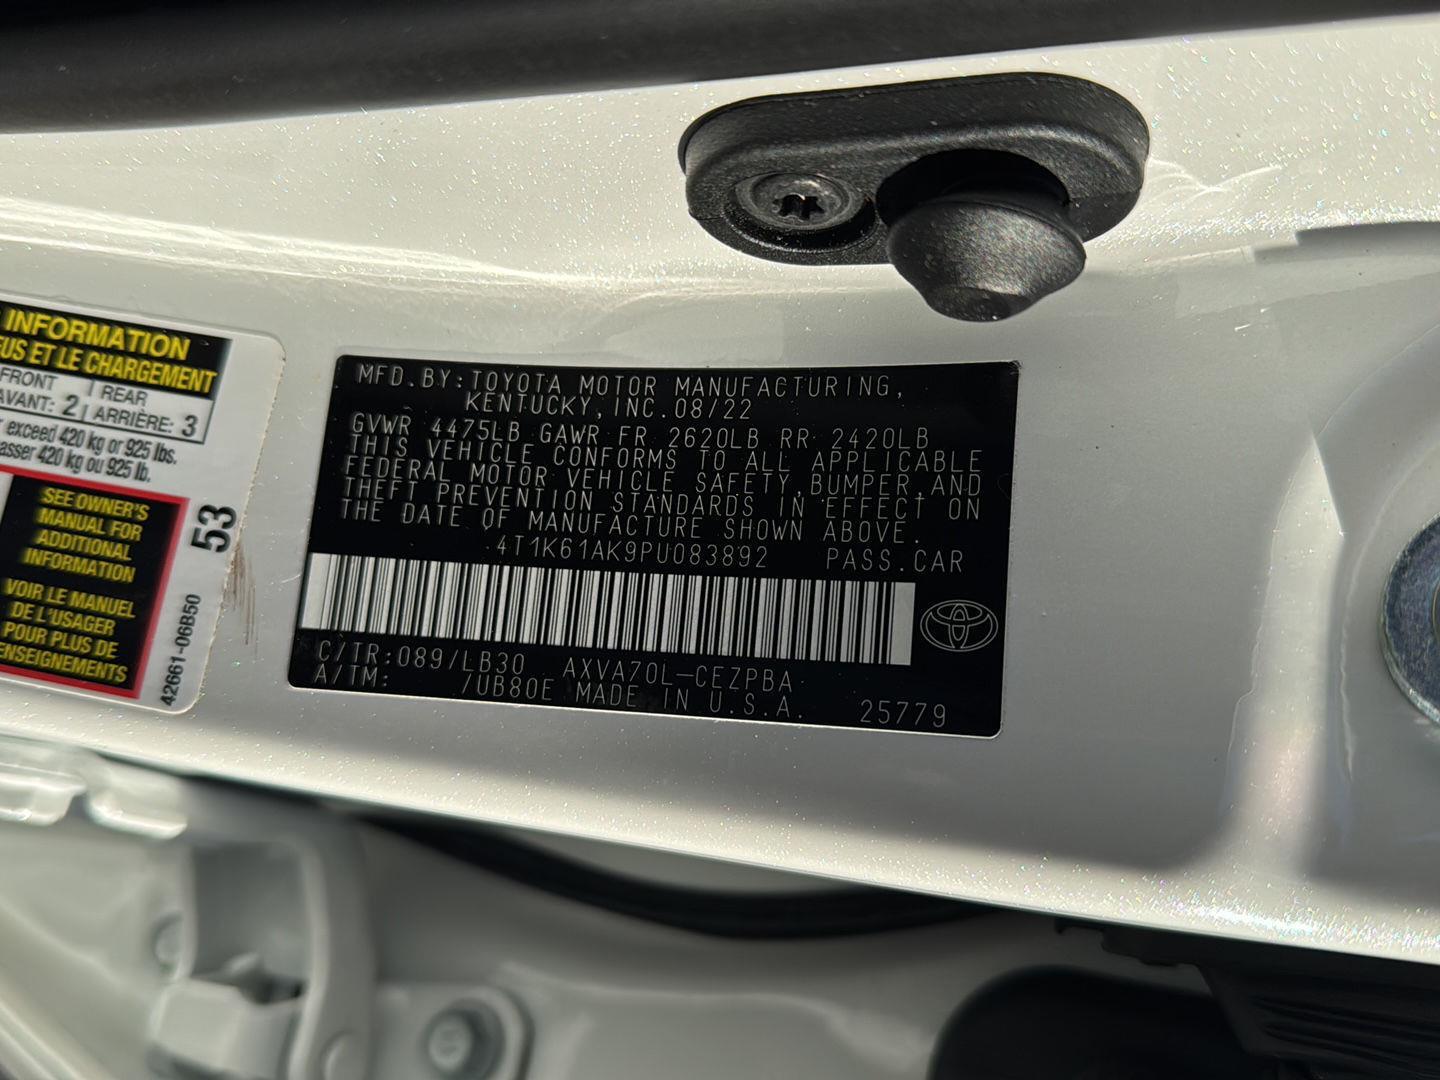 INFORMATION
EUS ET LE CHARGEMENT
FRONT | REAR
AVANT: 2 | ARRIÈRE: 3
exceed 420 kg or 925 lbs.
asser 420 kg ou 925 lb.
SEE OWNER'S
MANUAL FOR
ADDITIONAL
INFORMATION
VOIR LE MANUEL
DE L'USAGER
POUR PLUS DE
ENSEIGNEMENTS
53
42661-06B50
MFD.BY:TOYOTA MOTOR MANUFACTURING,
KENTUCKY,INC.08/22
GVWR 4475LB GAWR FR 2620LB RR 2420LB
THIS VEHICLE CONFORMS TO ALL APPLICABLE
FEDERAL MOTOR VEHICLE SAFETY,BUMPER,AND
THEFT PREVENTION STANDARDS IN EFFECT ON
THE DATE OF MANUFACTURE SHOWN ABOVE.
4T1K61AK9PU083892 PASS.CAR
C/TR:089/LB30 AXVA70L-CEZPBA
A/TM: /UB80E MADE IN U.S.A. 25779